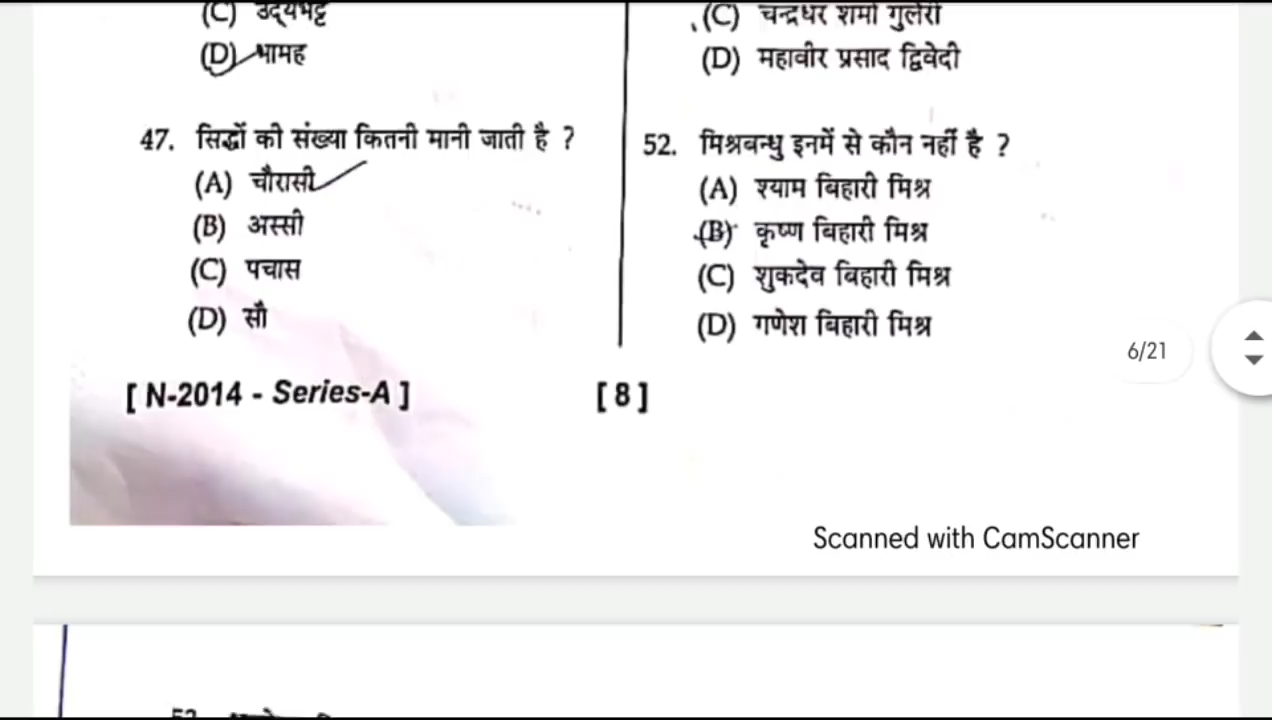 (C) उद्यभट्ट
(D) भामह
47. सिद्धों की संख्या कितनी मानी जाती है ?
(A) चौरासी
(B) अस्सी
(C) पचास
(D) सौ
(C) चन्द्रधर शर्मा गुलेरी
(D) महावीर प्रसाद द्विवेदी
52. मिश्रबन्धु इनमें से कौन नहीं है ?
(A) श्याम बिहारी मिश्र
(B) कृष्ण बिहारी मिश्र
(C) शुकदेव बिहारी मिश्र
(D) गणेश बिहारी मिश्र
6/21
[ N-2014 - Series-A ]
[ 8 ]
Scanned with CamScanner